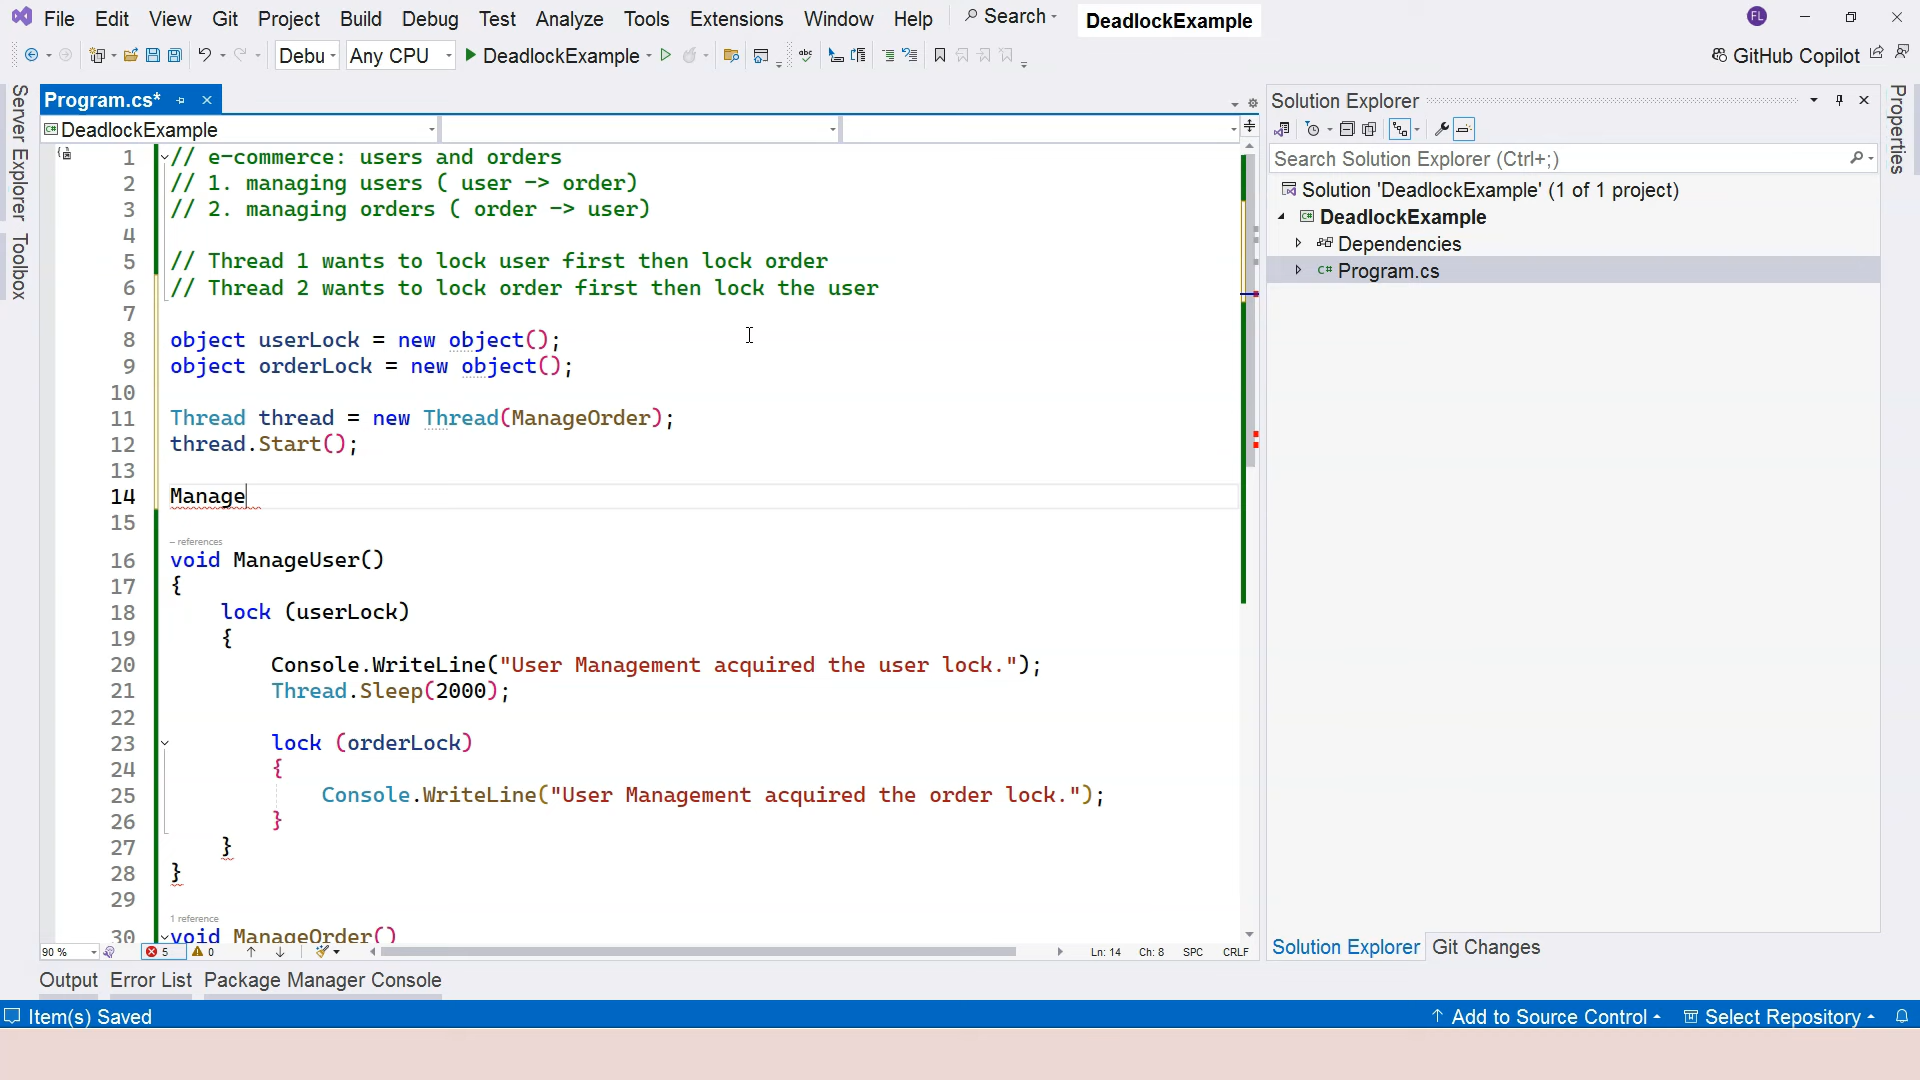 File Edit View Git Project Build Debug Test Analyze Tools Extensions Window Help Search DeadlockExample FL
Debu Any CPU DeadlockExample GitHub Copilot
Server Explorer
Toolbox
Program.cs*
DeadlockExample
1 // e-commerce: users and orders
2 // 1. managing users ( user -> order)
3 // 2. managing orders ( order -> user)
4
5 // Thread 1 wants to lock user first then lock order
6 // Thread 2 wants to lock order first then lock the user
7
8 object userLock = new object();
9 object orderLock = new object();
10
11 Thread thread = new Thread(ManageOrder);
12 thread.Start();
13
14 Manage
15
– references
16 void ManageUser()
17 {
18 lock (userLock)
19 {
20 Console.WriteLine("User Management acquired the user lock.");
21 Thread.Sleep(2000);
22
23 lock (orderLock)
24 {
25 Console.WriteLine("User Management acquired the order lock.");
26 }
27 }
28 }
29
1 reference
30 void ManageOrder()
90 % 5 0 Ln: 14 Ch: 8 SPC CRLF
Solution Explorer
Search Solution Explorer (Ctrl+;)
Solution 'DeadlockExample' (1 of 1 project)
DeadlockExample
Dependencies
C# Program.cs
Solution Explorer Git Changes
Properties
Output Error List Package Manager Console
Item(s) Saved Add to Source Control Select Repository